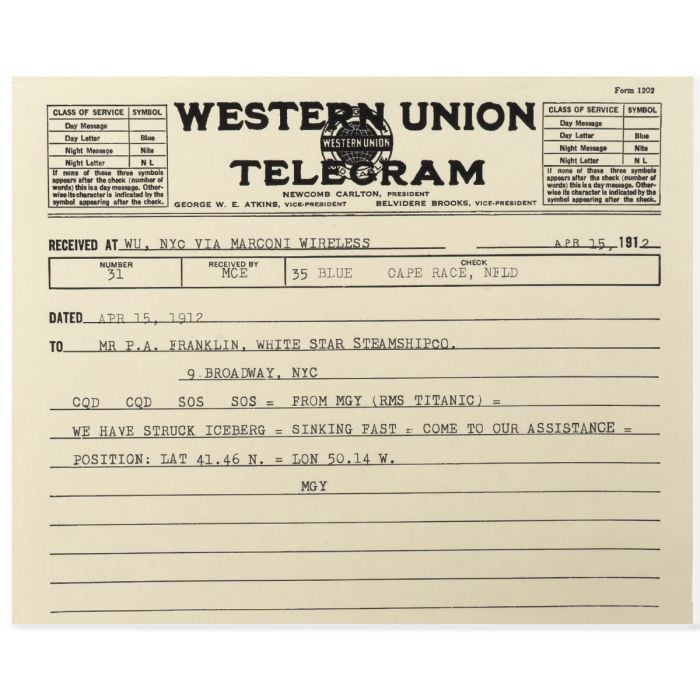 Form 1202
CLASS OF SERVICE SYMBOL
Day Message
Day Letter Blue
Night Message Nite
Night Letter N L
If none of these three symbols
appears after the check (number of
words) this is a day message. Other-
wise its character is indicated by the
symbol appearing after the check.
WESTERN UNION
WESTERN UNION
TELEGRAM
NEWCOMB CARLTON, PRESIDENT
GEORGE W. E. ATKINS, VICE-PRESIDENT BELVIDERE BROOKS, VICE-PRESIDENT
CLASS OF SERVICE SYMBOL
Day Message
Day Letter Blue
Night Message Nite
Night Letter N L
If none of these three symbols
appears after the check (number of
words) this is a day message. Other-
wise its character is indicated by the
symbol appearing after the check.
RECEIVED AT WU, NYC VIA MARCONI WIRELESS APR 15, 1912
NUMBER RECEIVED BY CHECK
31 MCE 35 BLUE CAPE RACE, NFLD
DATED APR 15, 1912
TO MR P.A. FRANKLIN, WHITE STAR STEAMSHIPCO.
9 BROADWAY, NYC
CQD CQD SOS SOS = FROM MGY (RMS TITANIC) =
WE HAVE STRUCK ICEBERG = SINKING FAST = COME TO OUR ASSISTANCE =
POSITION: LAT 41.46 N. = LON 50.14 W.
MGY